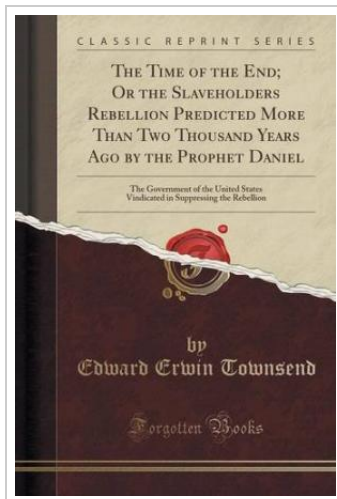 CLASSIC REPRINT SERIES
THE TIME OF THE END;
OR THE SLAVEHOLDERS
REBELLION PREDICTED MORE
THAN TWO THOUSAND YEARS
AGO BY THE PROPHET DANIEL
The Government of the United States
Vindicated in Suppressing the Rebellion
F
by
Edward Erwin Townsend
Forgotten Books